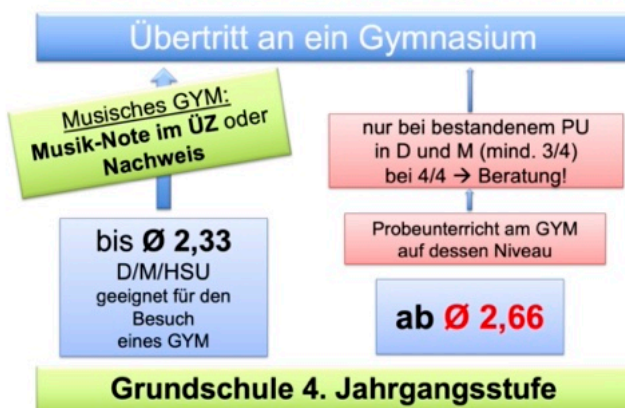 Übertritt an ein Gymnasium
Musisches GYM:
Musik-Note im ÜZ oder
Nachweis
bis Ø 2,33
D/M/HSU
geeignet für den
Besuch
eines GYM
nur bei bestandenem PU
in D und M (mind. 3/4)
bei 4/4 → Beratung!
Probeunterricht am GYM
auf dessen Niveau
ab Ø 2,66
Grundschule 4. Jahrgangsstufe